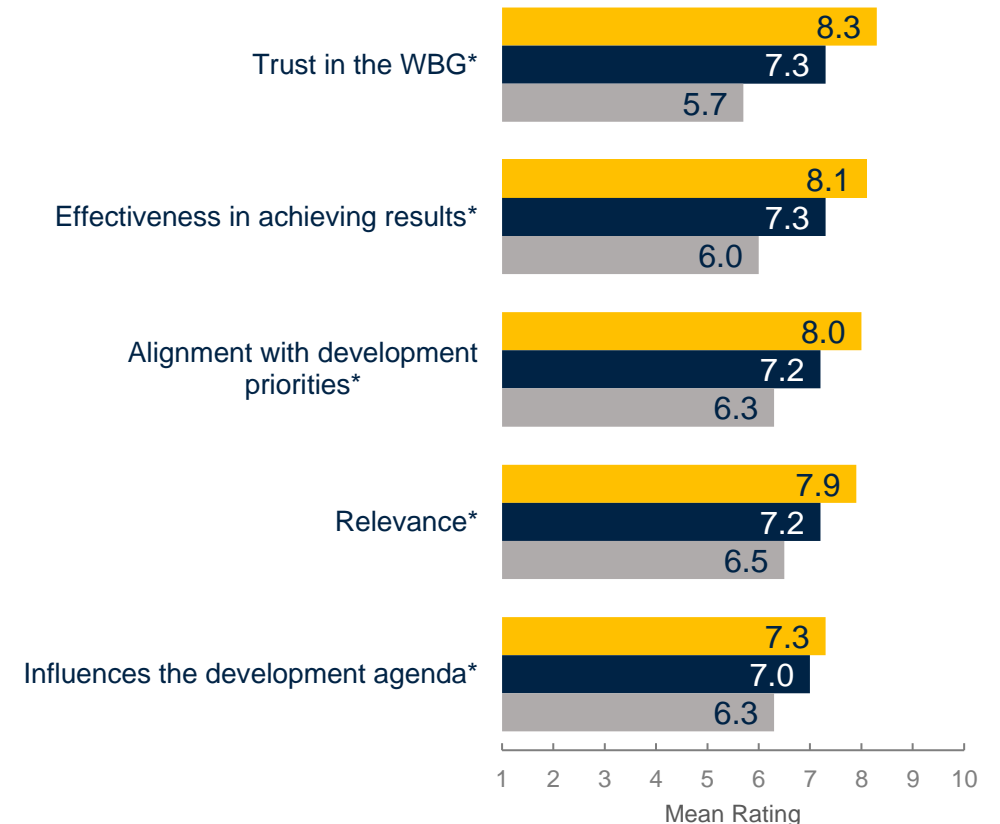 Trust in the WBG*
8.3
7.3
5.7
Effectiveness in achieving results*
8.1
7.3
6.0
Alignment with development
priorities*
8.0
7.2
6.3
Relevance*
7.9
7.2
6.5
Influences the development agenda*
7.3
7.0
6.3
1 2 3 4 5 6 7 8 9 10
Mean Rating